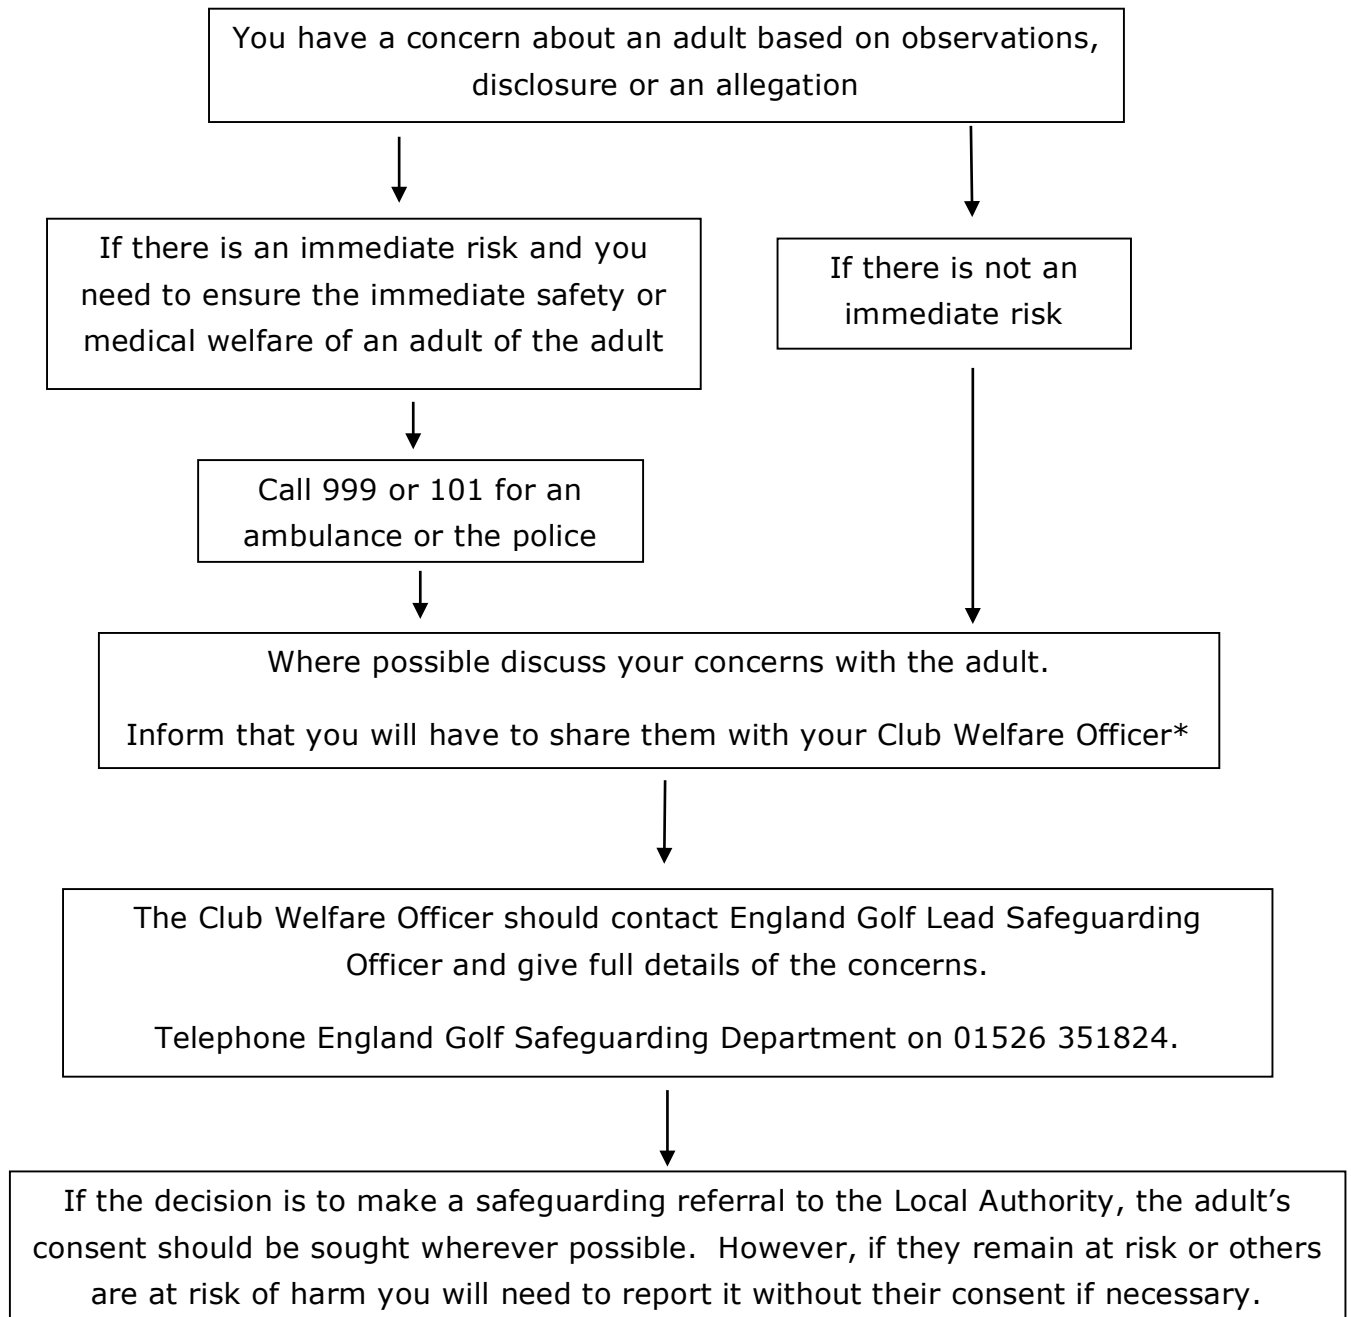 You have a concern about an adult based on observations,
disclosure or an allegation
If there is an immediate risk and you
need to ensure the immediate safety or
medical welfare of an adult of the adult
If there is not an
immediate risk
Call 999 or 101 for an
ambulance or the police
Where possible discuss your concerns with the adult.
Inform that you will have to share them with your Club Welfare Officer*
The Club Welfare Officer should contact England Golf Lead Safeguarding
Officer and give full details of the concerns.
Telephone England Golf Safeguarding Department on 01526 351824.
If the decision is to make a safeguarding referral to the Local Authority, the adult’s
consent should be sought wherever possible.  However, if they remain at risk or others
are at risk of harm you will need to report it without their consent if necessary.